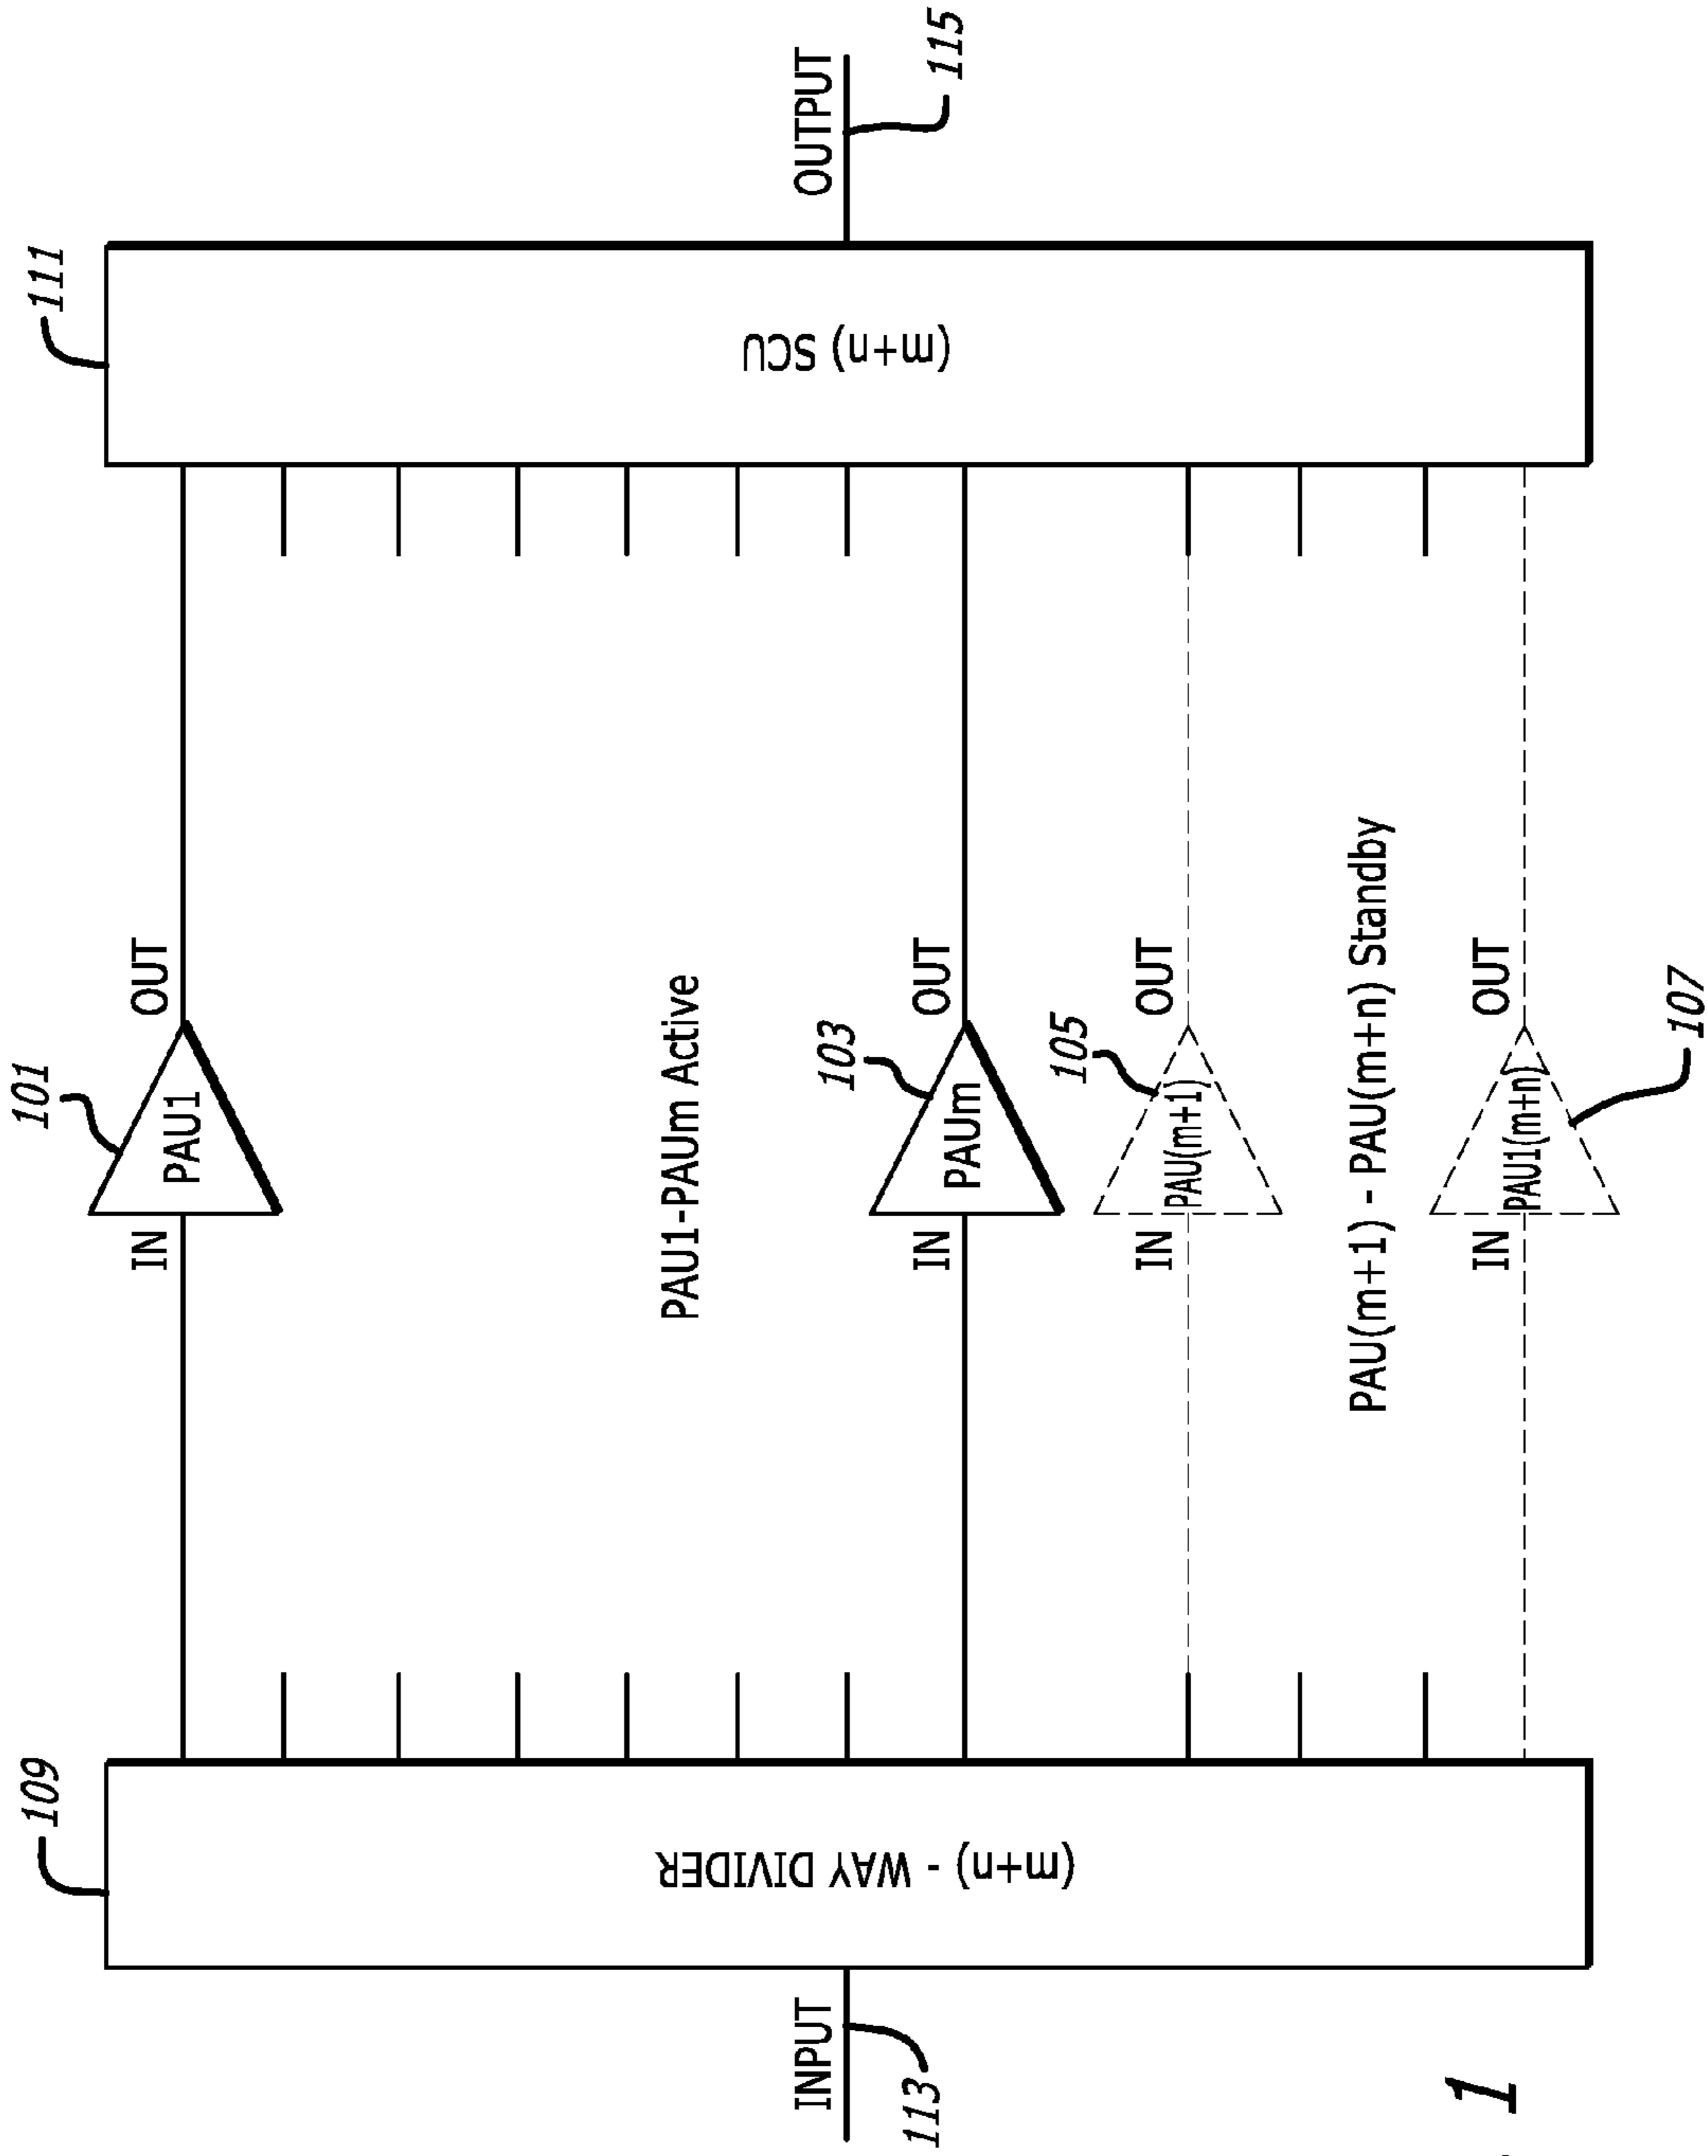 109
(m+n) - WAY DIVIDER
INPUT
113
101
IN
PAU1
OUT
PAU1-PAUm Active
103
IN
PAUm
OUT
105
IN
PAU(m+1)
OUT
PAU(m+1) - PAU(m+n) Standby
IN
PAU1(m+n)
OUT
107
111
(m+n) SCU
OUTPUT
115
1